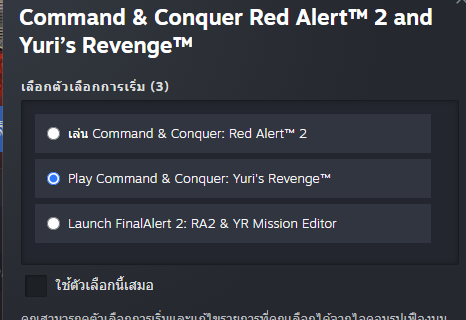 Command & Conquer Red Alert™ 2 and
Yuri's Revenge™
เลือกตัวเลือกการเริ่ม (3)
เล่น Command & Conquer: Red Alert™ 2
Play Command & Conquer: Yuri's Revenge™
Launch FinalAlert 2: RA2 & YR Mission Editor
ใช้ตัวเลือกนี้เสมอ